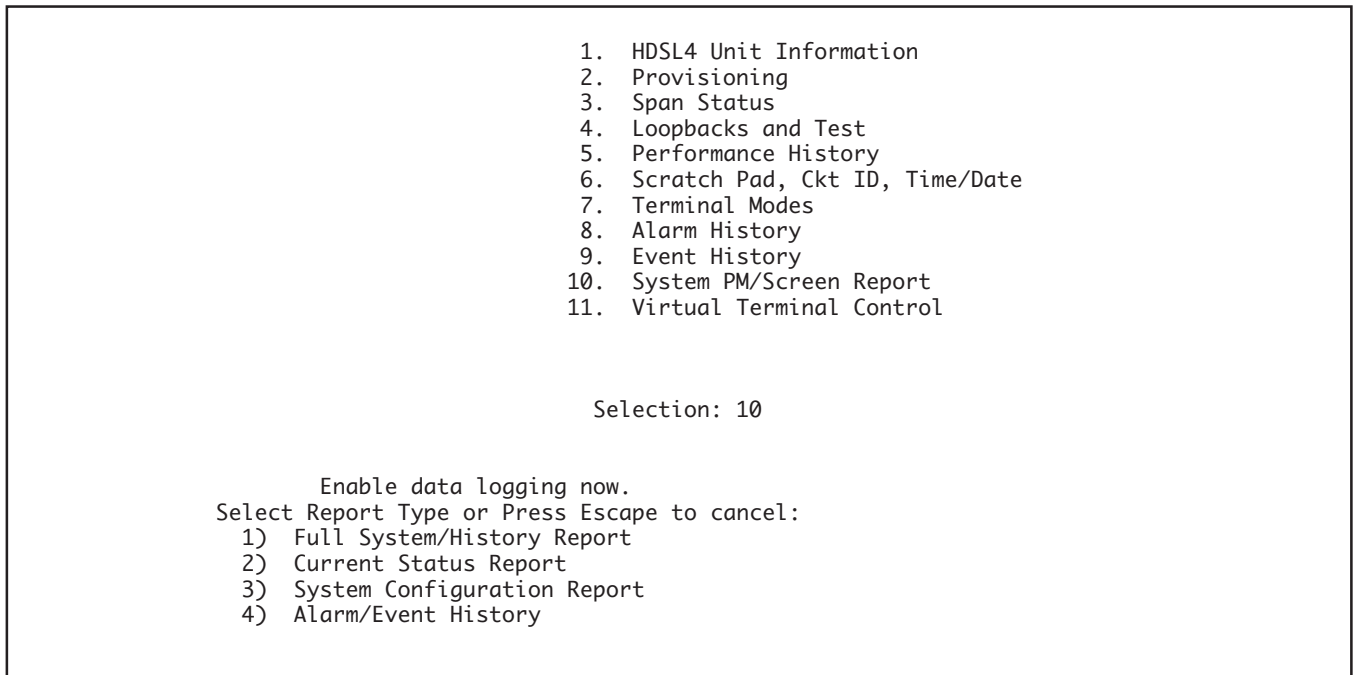 1. HDSL4 Unit Information
2. Provisioning
3. Span Status
4. Loopbacks and Test
5. Performance History
6. Scratch Pad, Ckt ID, Time/Date
7. Terminal Modes
8. Alarm History
9. Event History
10. System PM/Screen Report
11. Virtual Terminal Control
Selection: 10
Enable data logging now.
Select Report Type or Press Escape to cancel:
1) Full System/History Report
2) Current Status Report
3) System Configuration Report
4) Alarm/Event History